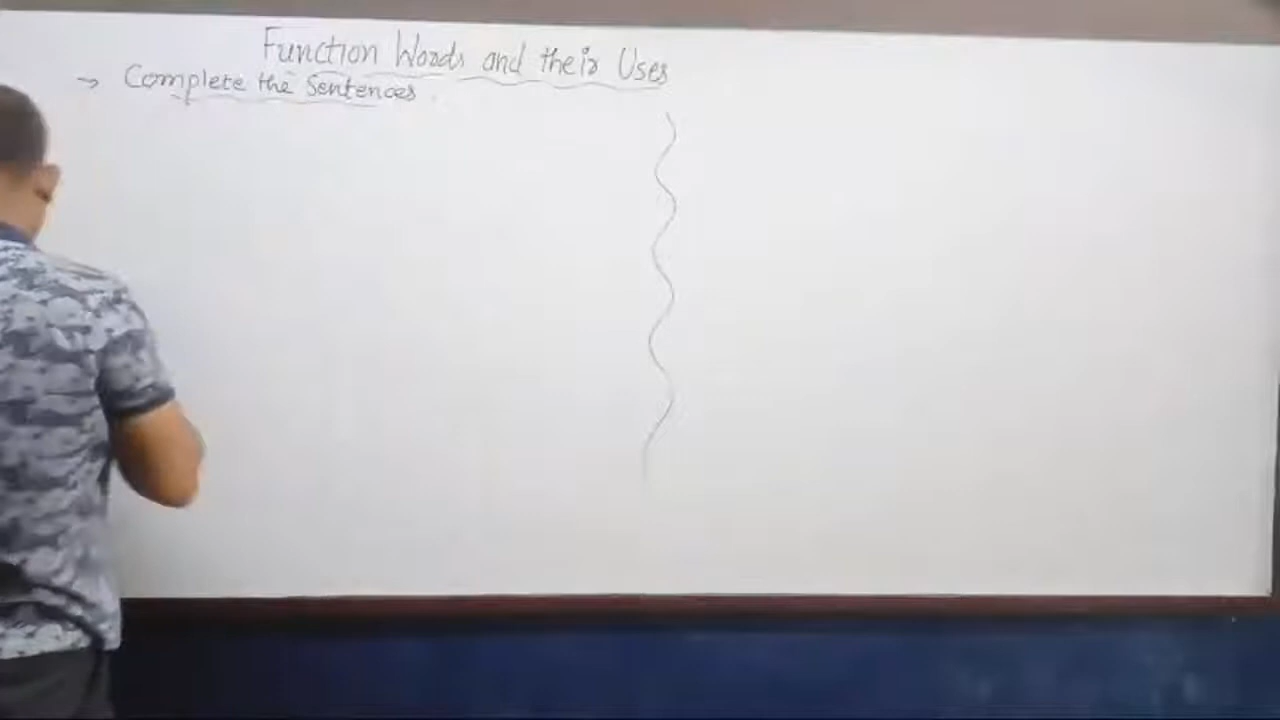 Function Words and their Uses
→ Complete the Sentences.